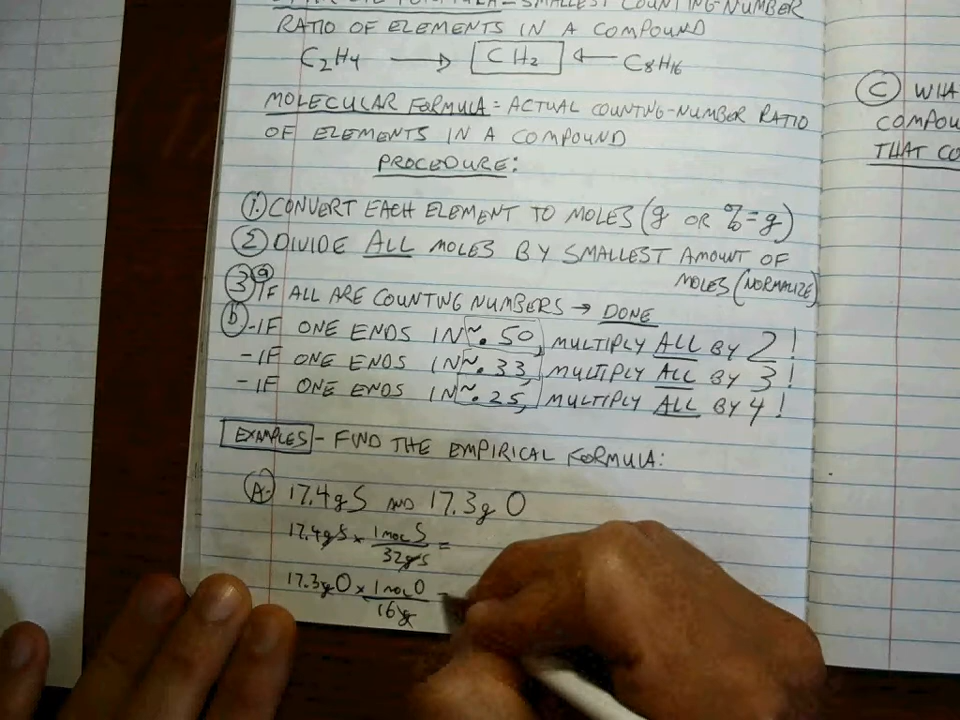 FORMULA = SMALLEST COUNTING-NUMBER
RATIO OF ELEMENTS IN A COMPOUND
C2H4 → CH2 ← C8H16
MOLECULAR FORMULA = ACTUAL COUNTING-NUMBER RATIO
OF ELEMENTS IN A COMPOUND
PROCEDURE:
1. CONVERT EACH ELEMENT TO MOLES (g OR % = g)
2 DIVIDE ALL MOLES BY SMALLEST AMOUNT OF
MOLES (NORMALIZE)
3 a IF ALL ARE COUNTING NUMBERS → DONE
b -IF ONE ENDS IN ~.50, MULTIPLY ALL BY 2!
-IF ONE ENDS IN ~.33, MULTIPLY ALL BY 3!
-IF ONE ENDS IN ~.25, MULTIPLY ALL BY 4!
EXAMPLES - FIND THE EMPIRICAL FORMULA:
A. 17.4g S AND 17.3g O
17.4g S x 1 mol S / 32g S =
17.3g O x 1 mol O / 16g
C WHA
COMPOU
THAT CO